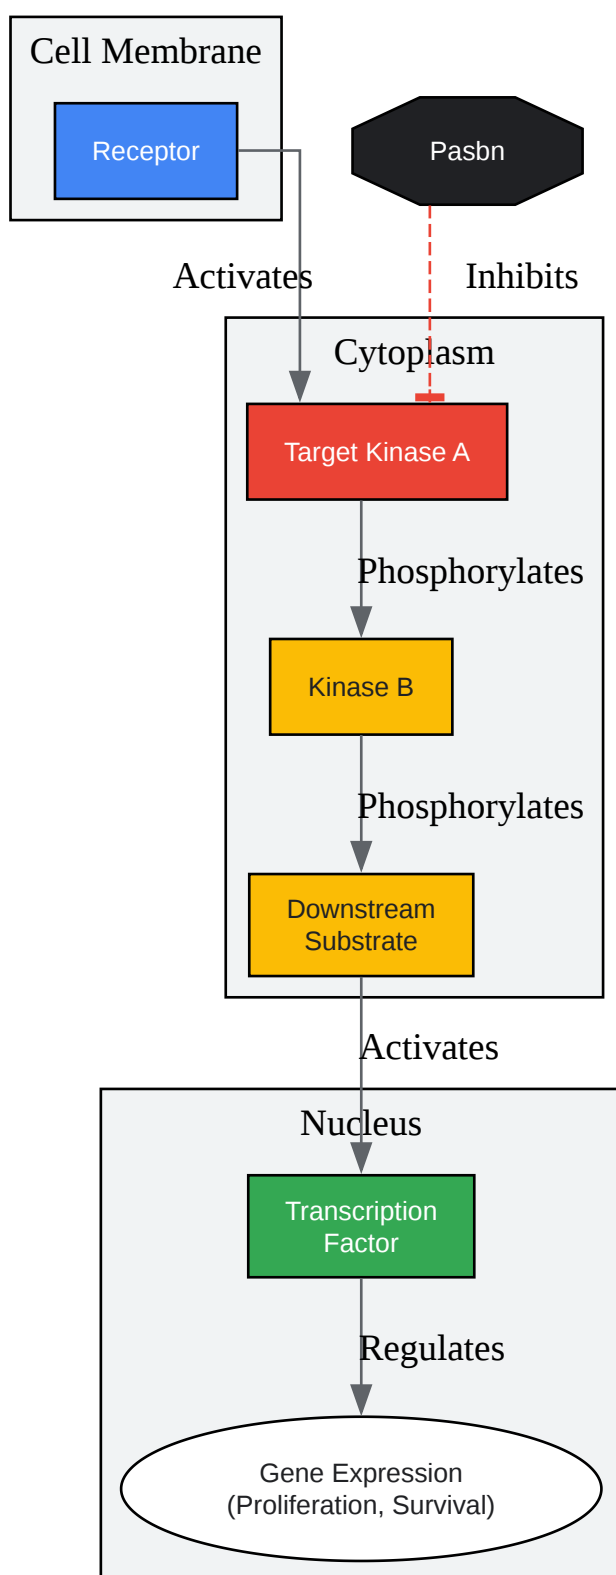 Cell Membrane
Receptor
Pasbn
Activates
Inhibits
Cytoplasm
Target Kinase A
Phosphorylates
Kinase B
Phosphorylates
Downstream
Substrate
Activates
Nucleus
Transcription
Factor
Regulates
Gene Expression
(Proliferation, Survival)